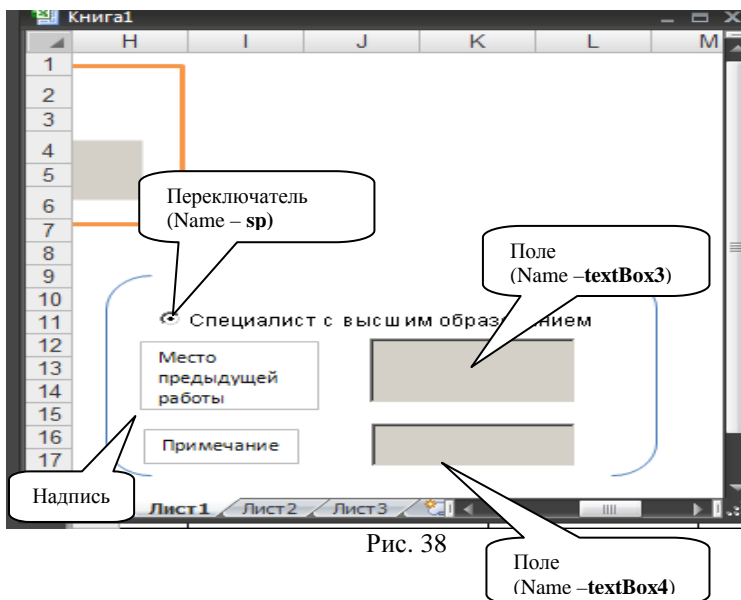 Книга1
H I J K L M
1
2
3
4
5
6
7
8
9
10
11
12
13
14
15
16
17
Переключатель
(Name – sp)
Поле
(Name –textBox3)
Специалист с высшим образованием
Место
предыдущей
работы
Примечание
Надпись
Лист1 Лист2 Лист3
Рис. 38
Поле
(Name –textBox4)